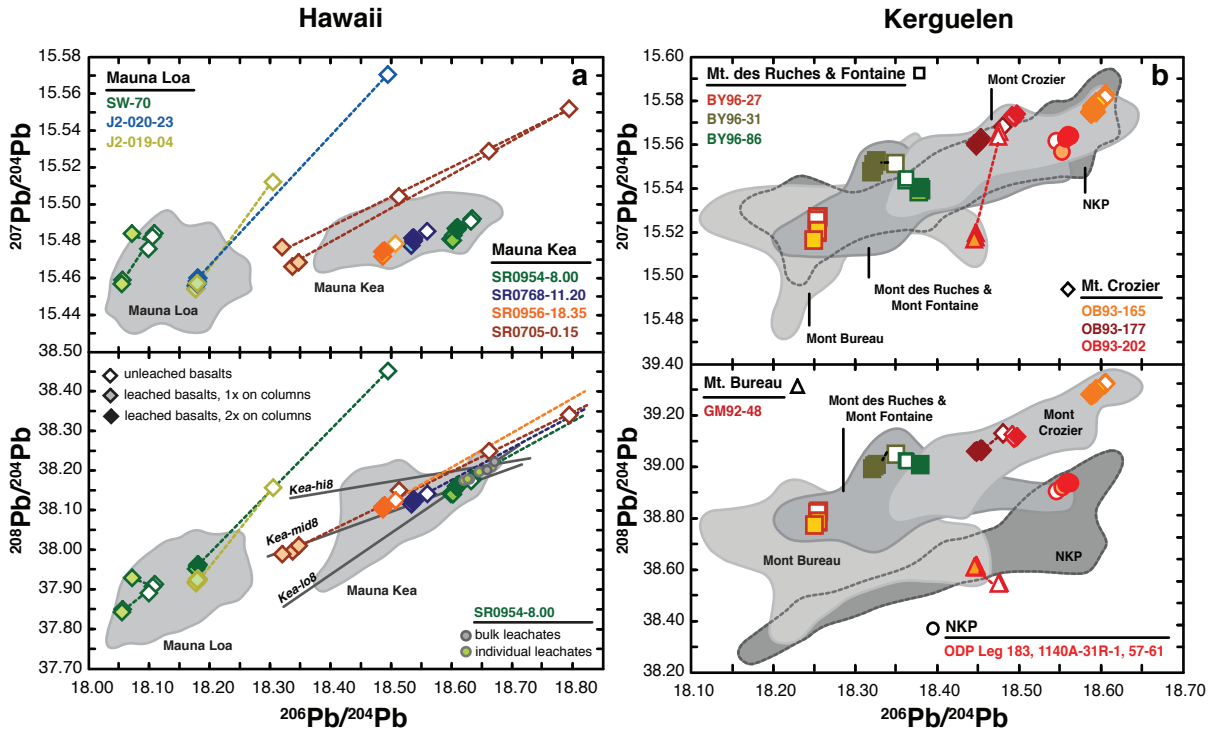 Hawaii
Kerguelen
a
15.58
15.56
15.54
15.52
15.50
15.48
15.46
15.44
38.50
207Pb/204Pb
Mauna Loa
SW-70
J2-020-23
J2-019-04
Mauna Loa
Mauna Kea
Mauna Kea
SR0954-8.00
SR0768-11.20
SR0956-18.35
SR0705-0.15
38.40
38.30
38.20
38.10
38.00
37.90
37.80
37.70
208Pb/204Pb
unleached basalts
leached basalts, 1x on columns
leached basalts, 2x on columns
Kea-hi8
Kea-mid8
Kea-lo8
Mauna Kea
Mauna Loa
SR0954-8.00
bulk leachates
individual leachates
18.00
18.10
18.20
18.30
18.40
18.50
18.60
18.70
18.80
206Pb/204Pb
b
15.60
15.58
15.56
15.54
15.52
15.50
15.48
39.40
207Pb/204Pb
Mt. des Ruches & Fontaine
BY96-27
BY96-31
BY96-86
Mont Crozier
NKP
Mont des Ruches &
Mont Fontaine
Mont Bureau
Mt. Crozier
OB93-165
OB93-177
OB93-202
39.20
39.00
38.80
38.60
38.40
38.20
208Pb/204Pb
Mt. Bureau
GM92-48
Mont des Ruches &
Mont Fontaine
Mont
Crozier
Mont Bureau
NKP
NKP
ODP Leg 183, 1140A-31R-1, 57-61
18.10
18.20
18.30
18.40
18.50
18.60
18.70
206Pb/204Pb